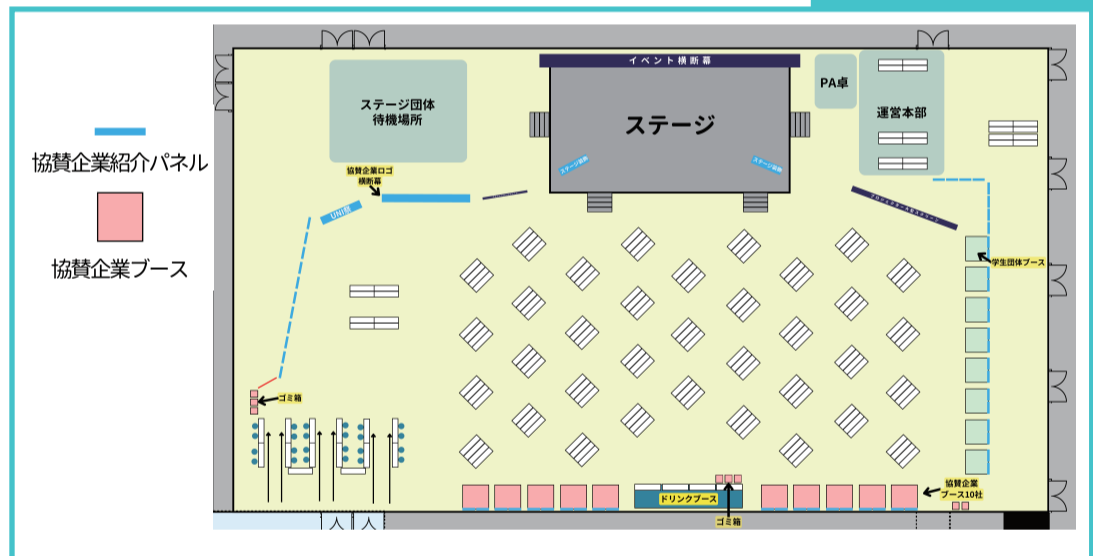 イベント横断幕
PA卓
運営本部
ステージ団体
待機場所
ステージ
協賛企業紹介パネル
協賛企業ロゴ
横断幕
協賛企業ブース
学生団体ブース
ゴミ箱
協賛企業
ブース10社
ドリンクブース
ゴミ箱